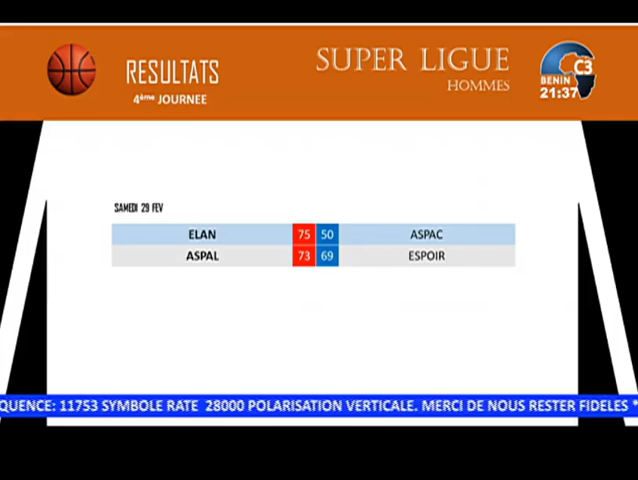 RESULTATS
4ème JOURNEE
SUPER LIGUE
HOMMES
C3
BENIN
21:37
SAMEDI 29 FEV
ELAN 75 50 ASPAC
ASPAL 73 69 ESPOIR
QUENCE: 11753 SYMBOLE RATE 28000 POLARISATION VERTICALE. MERCI DE NOUS RESTER FIDELES *